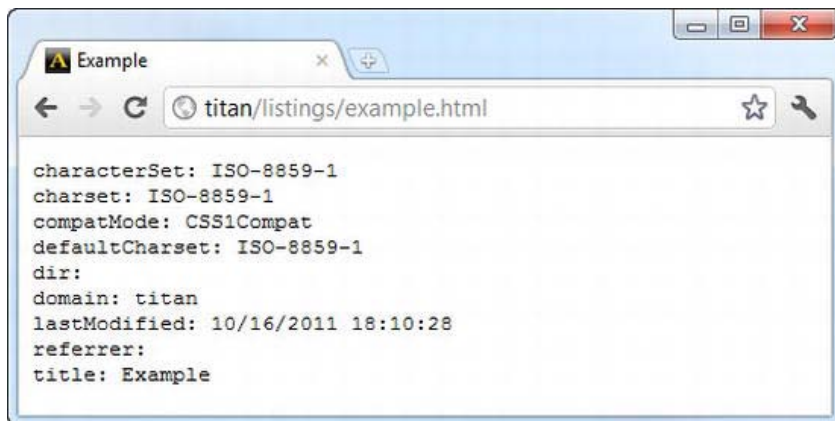 Example
titan/listings/example.html
characterSet: ISO-8859-1
charset: ISO-8859-1
compatMode: CSS1Compat
defaultCharset: ISO-8859-1
dir:
domain: titan
lastModified: 10/16/2011 18:10:28
referrer:
title: Example